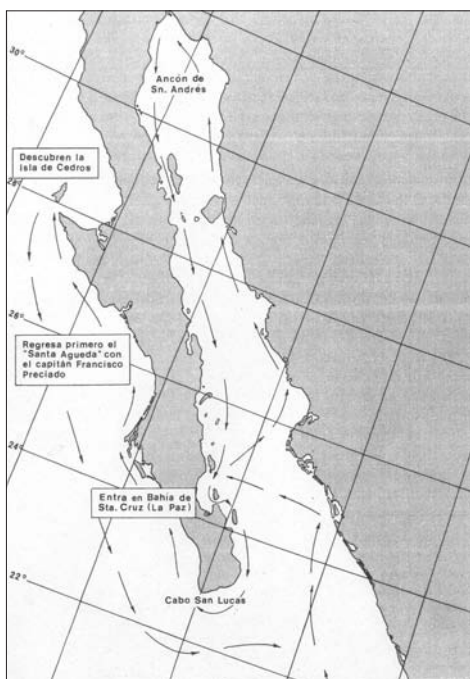 30°
Ancón de
Sn. Andrés
Descubren la
Isla de Cedros
28°
26°
Regresa primero el
"Santa Agueda" con
el capitán Francisco
Preciado
24°
Entra en Bahía de
Sta. Cruz (La Paz)
22°
Cabo San Lucas